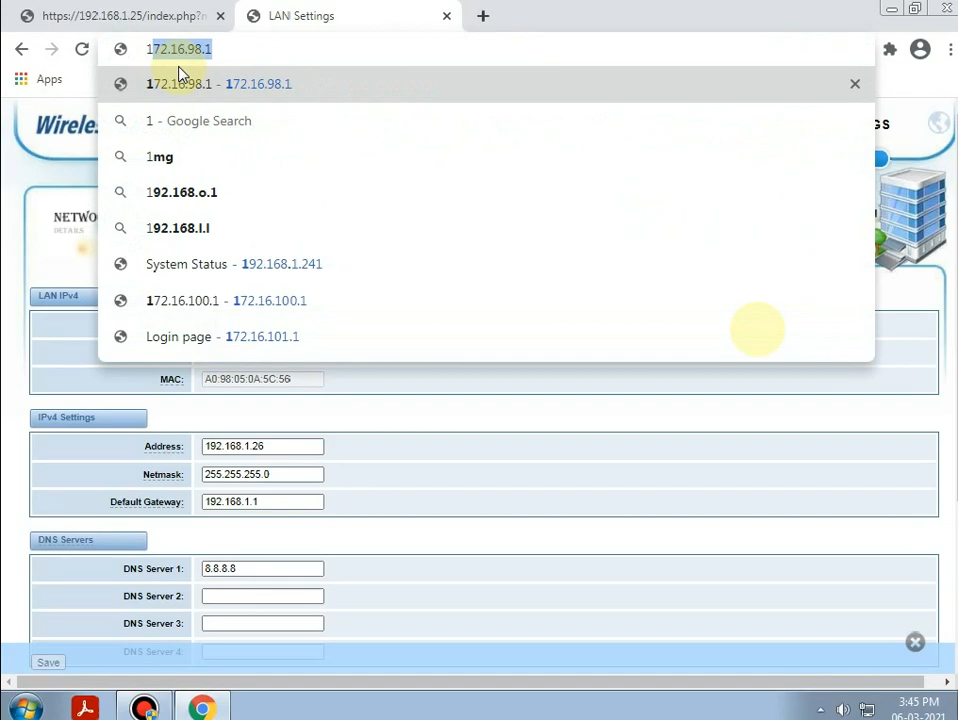 https://192.168.1.25/index.php?n
LAN Settings
172.16.98.1
Apps
172.16.98.1 - 172.16.98.1
1 - Google Search
1mg
192.168.o.1
192.168.l.l
System Status - 192.168.1.241
172.16.100.1 - 172.16.100.1
Login page - 172.16.101.1
Wirele
GS
NETWO
DETAILS
LAN IPv4
MAC: A0:98:05:0A:5C:56
IPv4 Settings
Address: 192.168.1.26
Netmask: 255.255.255.0
Default Gateway: 192.168.1.1
DNS Servers
DNS Server 1: 8.8.8.8
DNS Server 2:
DNS Server 3:
DNS Server 4:
Save
3:45 PM
06-03-2021